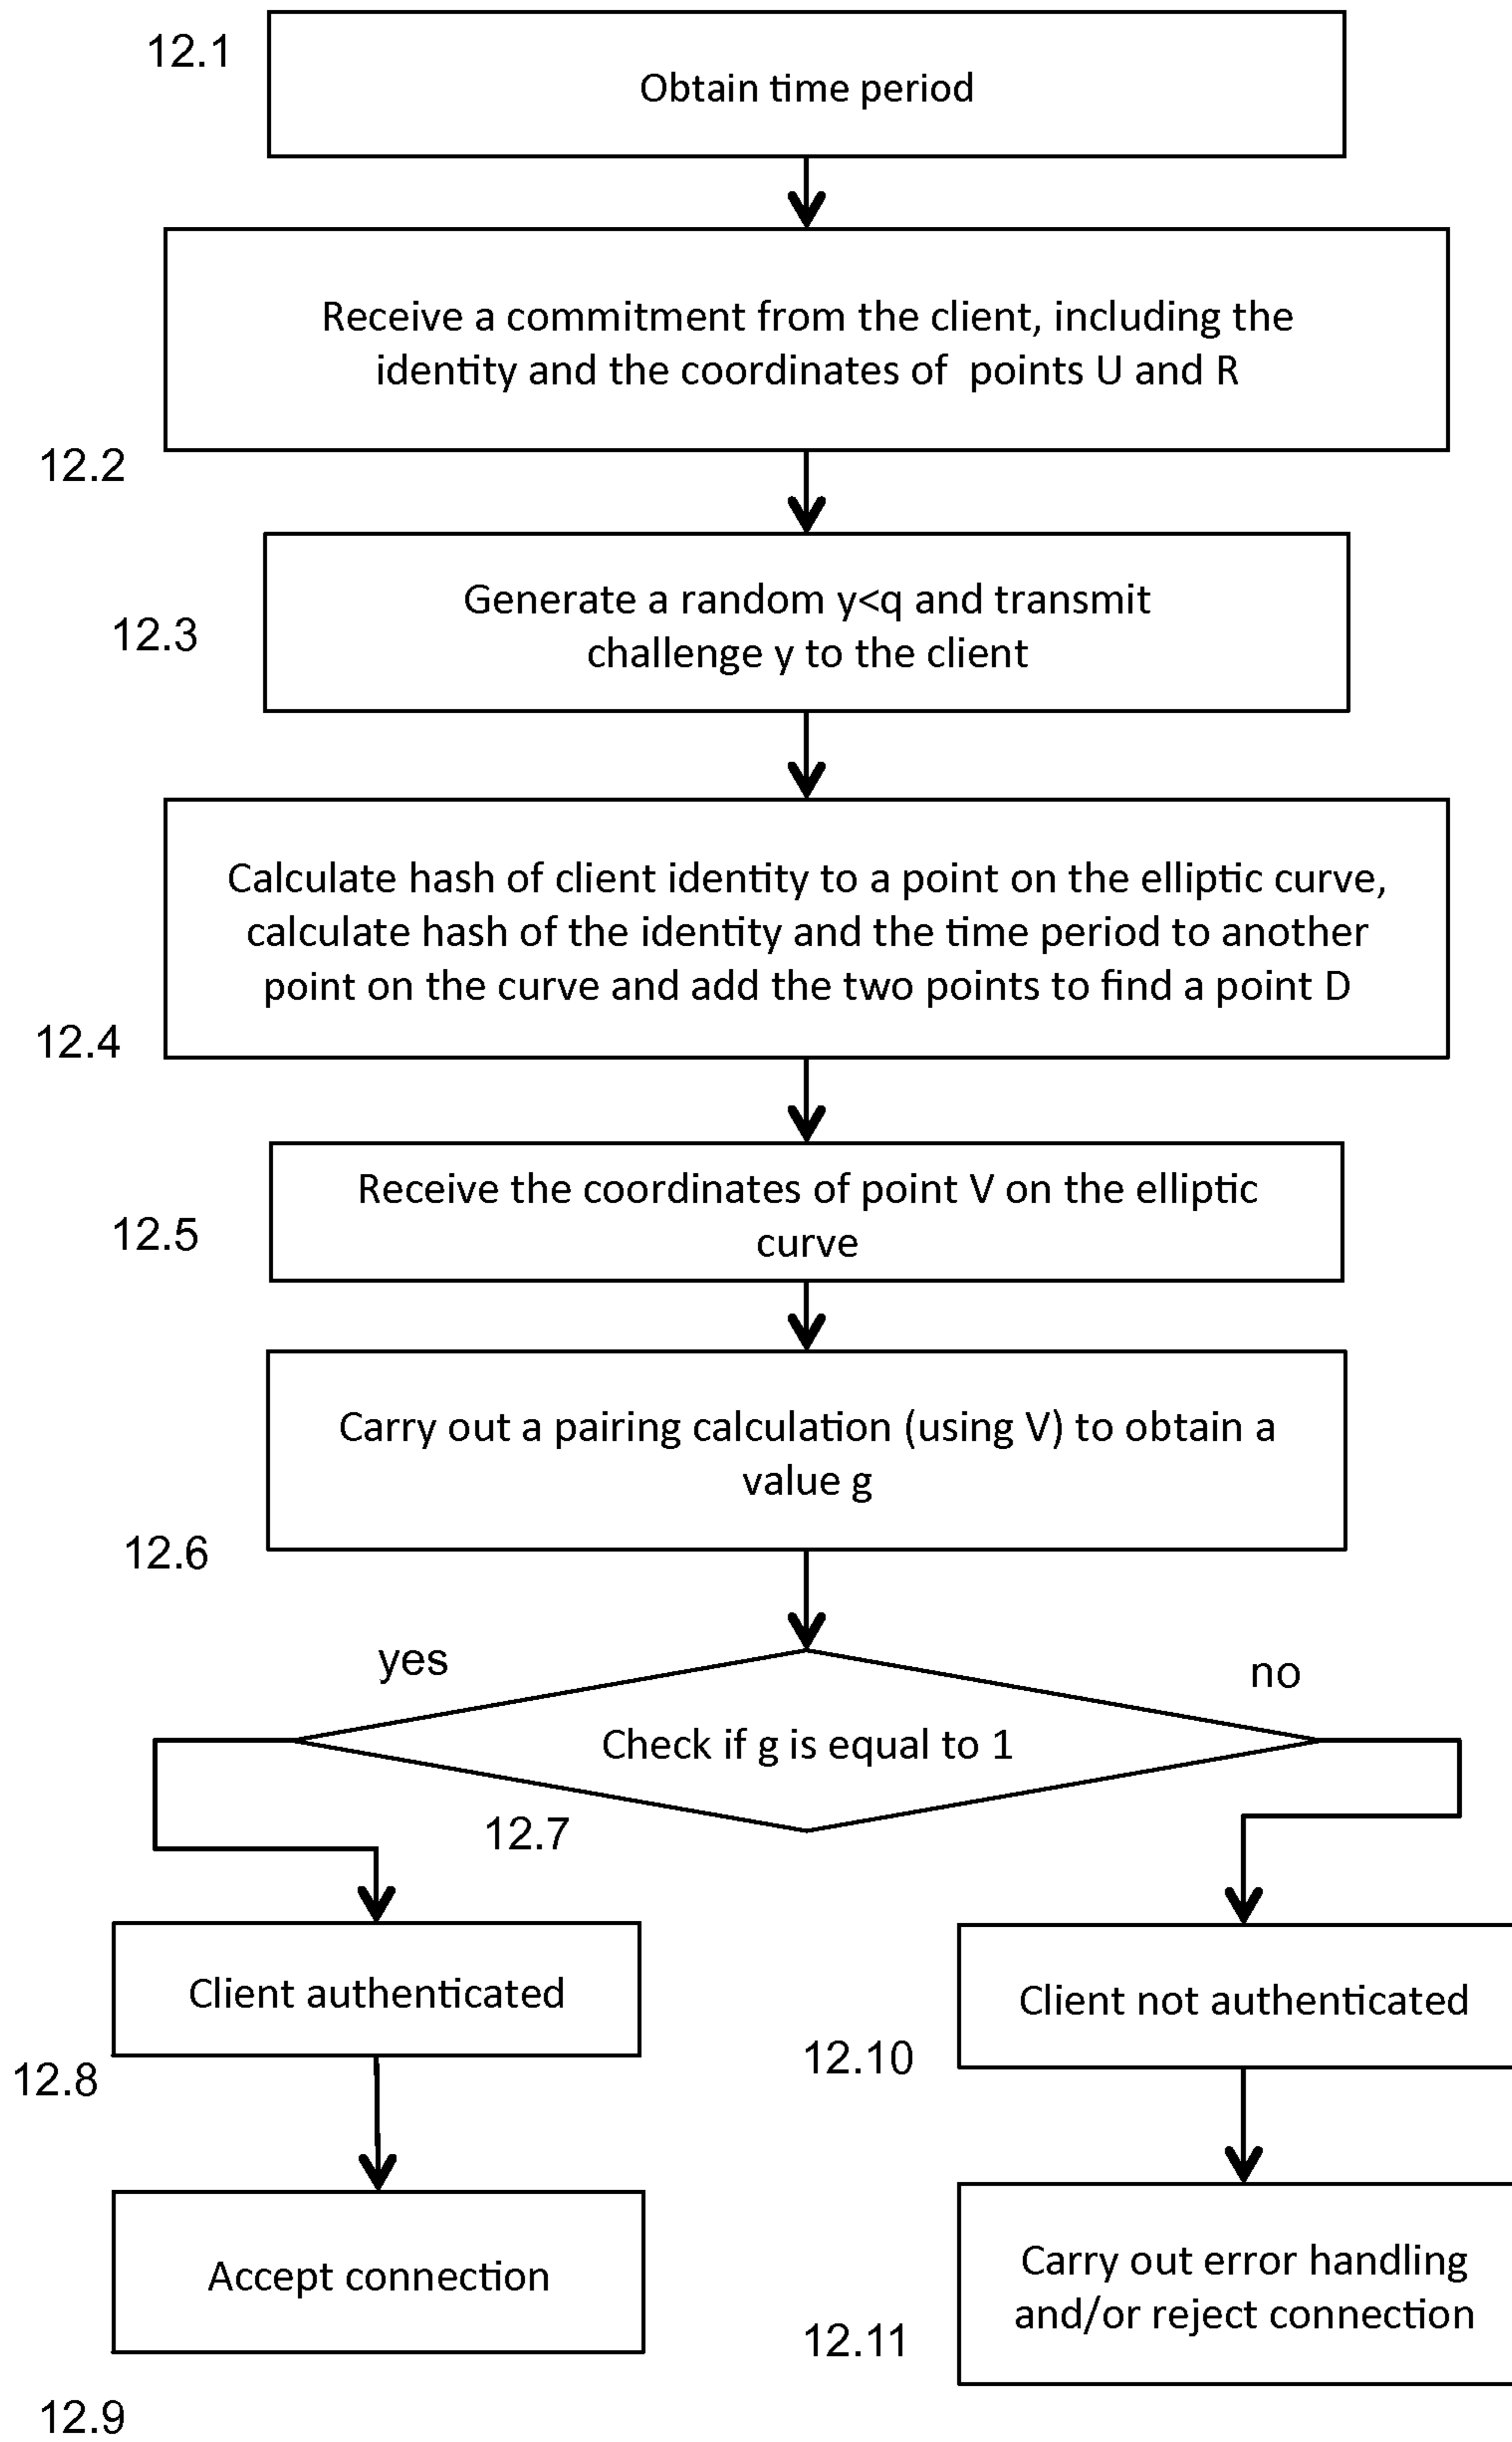 12.1
Obtain time period
Receive a commitment from the client, including the
identity and the coordinates of points U and R
12.2
Generate a random y<q and transmit
challenge y to the client
12.3
Calculate hash of client identity to a point on the elliptic curve,
calculate hash of the identity and the time period to another
point on the curve and add the two points to find a point D
12.4
Receive the coordinates of point V on the elliptic
curve
12.5
Carry out a pairing calculation (using V) to obtain a
value g
12.6
yes
no
Check if g is equal to 1
12.7
Client authenticated
12.8
Client not authenticated
12.10
Accept connection
12.9
Carry out error handling
and/or reject connection
12.11